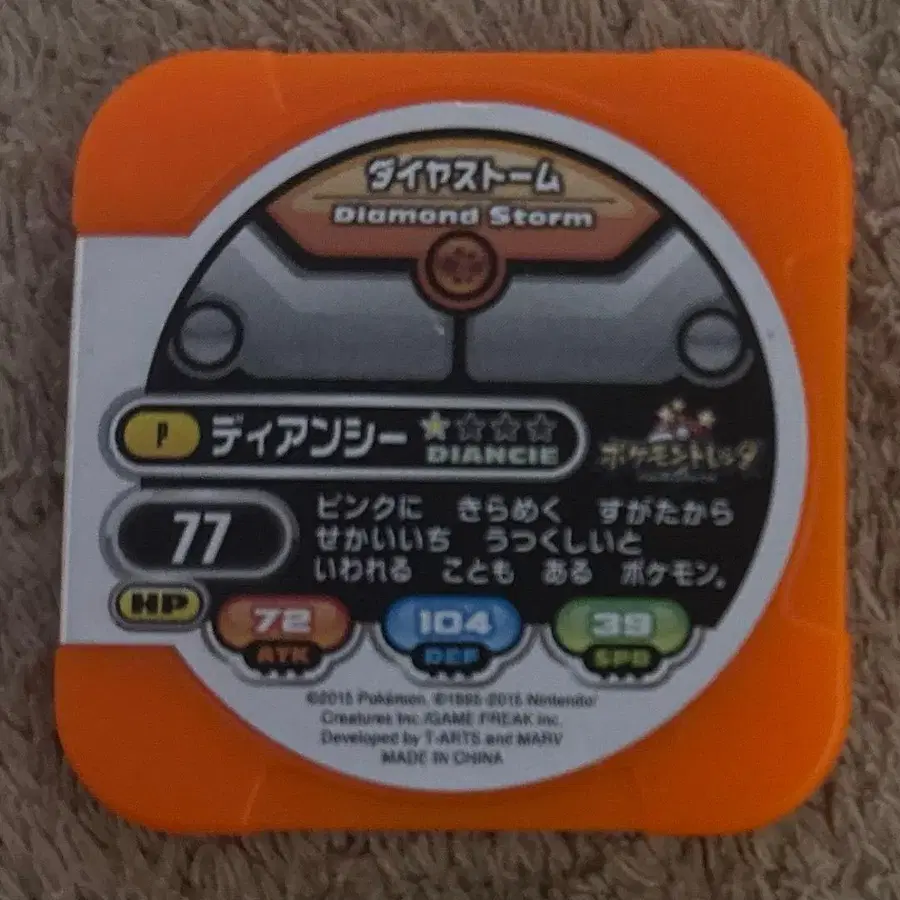 ダイヤストーム
Diamond Storm
P ディアンシー ★☆☆☆
DIANCIE
ポケモントレッタ
77
HP
ピンクに きらめく すがたから
せかいいち うつくしいと
いわれる ことも ある ポケモン。
72 104 39
ATK DEF SPD
©2015 Pokémon. ©1995-2015 Nintendo/
Creatures Inc./GAME FREAK inc.
Developed by T-ARTS and MARV
MADE IN CHINA